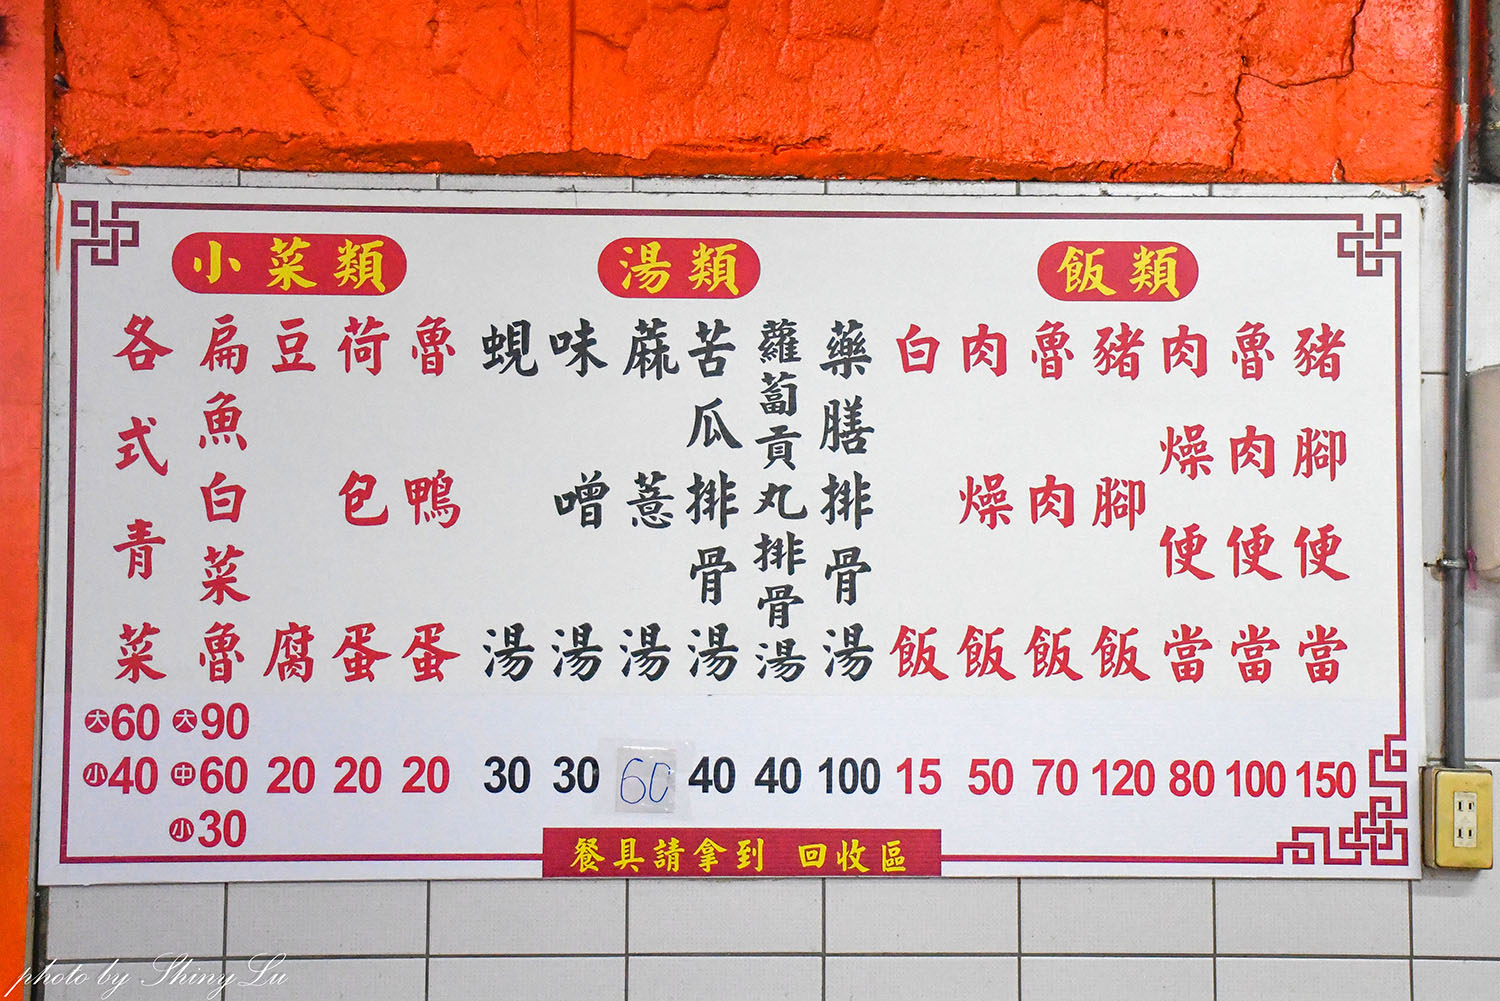 飯類
豬腳便當 150
魯肉便當 100
肉燥便當 80
豬腳飯 120
魯肉飯 70
肉燥飯 50
白飯 15
湯類
藥膳排骨湯 100
蘿蔔貢丸排骨湯 40
苦瓜排骨湯 40
蔴薏湯 60
味噌湯 30
蜆湯 30
小菜類
魯鴨蛋 20
荷包蛋 20
豆腐 20
扁魚白菜魯 大90 中60 小30
各式青菜 大60 小40
餐具請拿到 回收區
photo by Shiny Lu